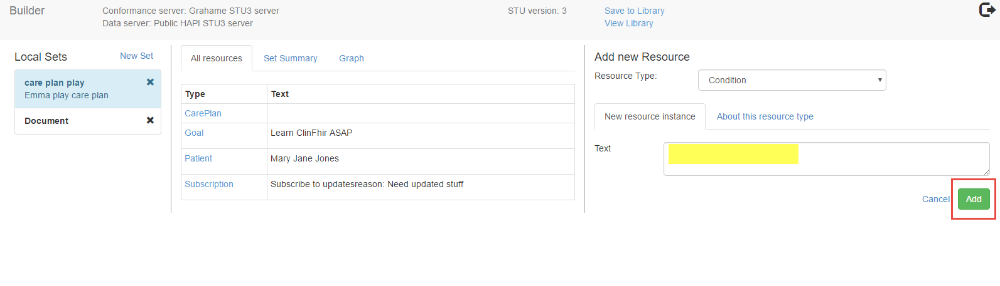 Builder
Conformance server: Grahame STU3 server
Data server: Public HAPI STU3 server
STU version: 3
Save to Library
View Library
Local Sets
New Set
care plan play
Emma play care plan
Document
All resources
Set Summary
Graph
Type
Text
CarePlan
Goal
Learn ClinFhir ASAP
Patient
Mary Jane Jones
Subscription
Subscribe to updatesreason: Need updated stuff
Add new Resource
Resource Type:
Condition
New resource instance
About this resource type
Text
Cancel
Add